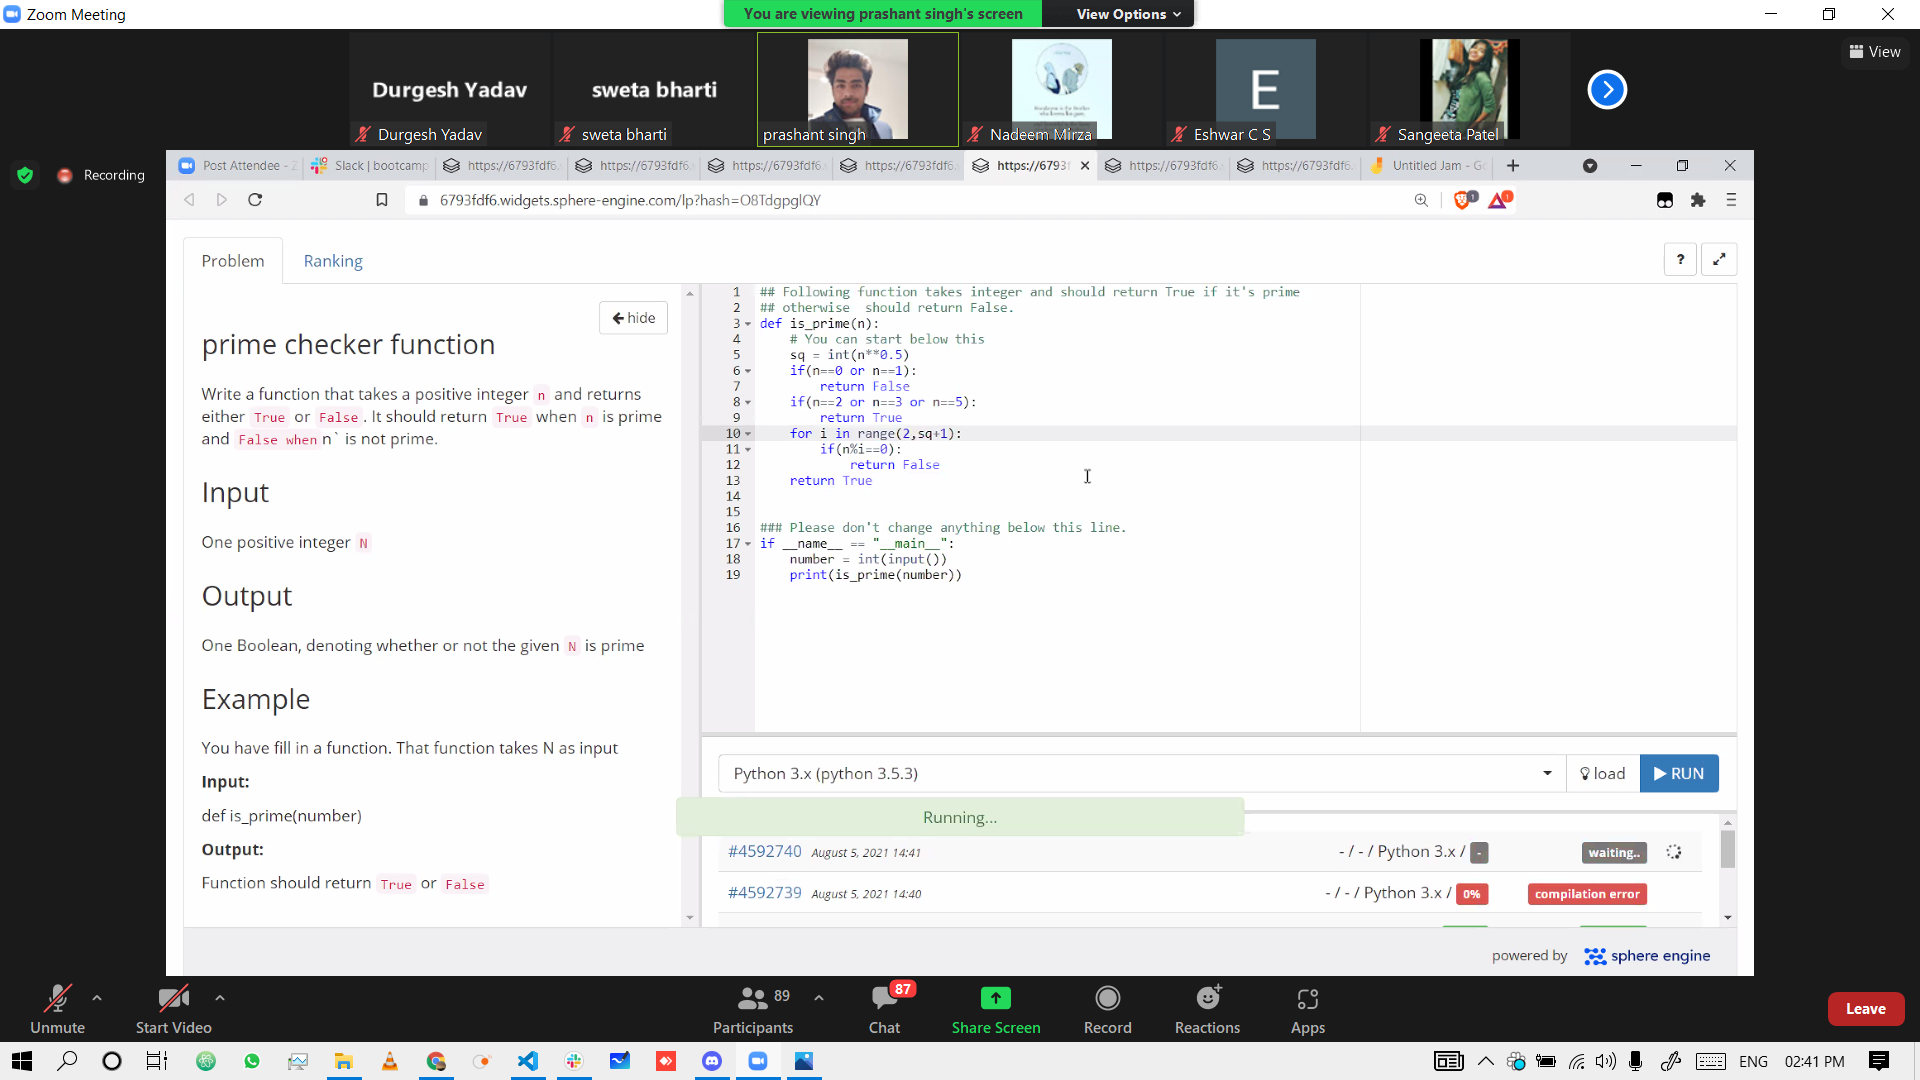 Zoom Meeting
You are viewing prashant singh's screen
View Options
View
Durgesh Yadav
sweta bharti
E
Durgesh Yadav
sweta bharti
prashant singh
Nadeem Mirza
Eshwar C S
Sangeeta Patel
Recording
Post Attendee - Z
Slack | bootcamp
https://6793fdf6.
https://6793fdf6.
https://6793fdf6.
https://6793fdf6.
https://6793f
https://6793fdf6.
https://6793fdf6.
Untitled Jam - Go
6793fdf6.widgets.sphere-engine.com/lp?hash=O8TdgpglQY
1
1
Problem
Ranking
?
hide
prime checker function
Write a function that takes a positive integer n and returns
either True or False. It should return True when n is prime
and False when n` is not prime.
Input
One positive integer N
Output
One Boolean, denoting whether or not the given N is prime
Example
You have fill in a function. That function takes N as input
Input:
def is_prime(number)
Output:
Function should return True or False
1 ## Following function takes integer and should return True if it's prime
2 ## otherwise  should return False.
3 def is_prime(n):
4     # You can start below this
5     sq = int(n**0.5)
6     if(n==0 or n==1):
7         return False
8     if(n==2 or n==3 or n==5):
9         return True
10     for i in range(2,sq+1):
11         if(n%i==0):
12             return False
13     return True
14
15
16 ### Please don't change anything below this line.
17 if __name__ == "__main__":
18     number = int(input())
19     print(is_prime(number))
Python 3.x (python 3.5.3)
load
RUN
Running...
#4592740 August 5, 2021 14:41 - / - / Python 3.x / - waiting..
#4592739 August 5, 2021 14:40 - / - / Python 3.x / 0% compilation error
powered by sphere engine
Unmute
Start Video
89
Participants
87
Chat
Share Screen
Record
Reactions
Apps
Leave
ENG
02:41 PM